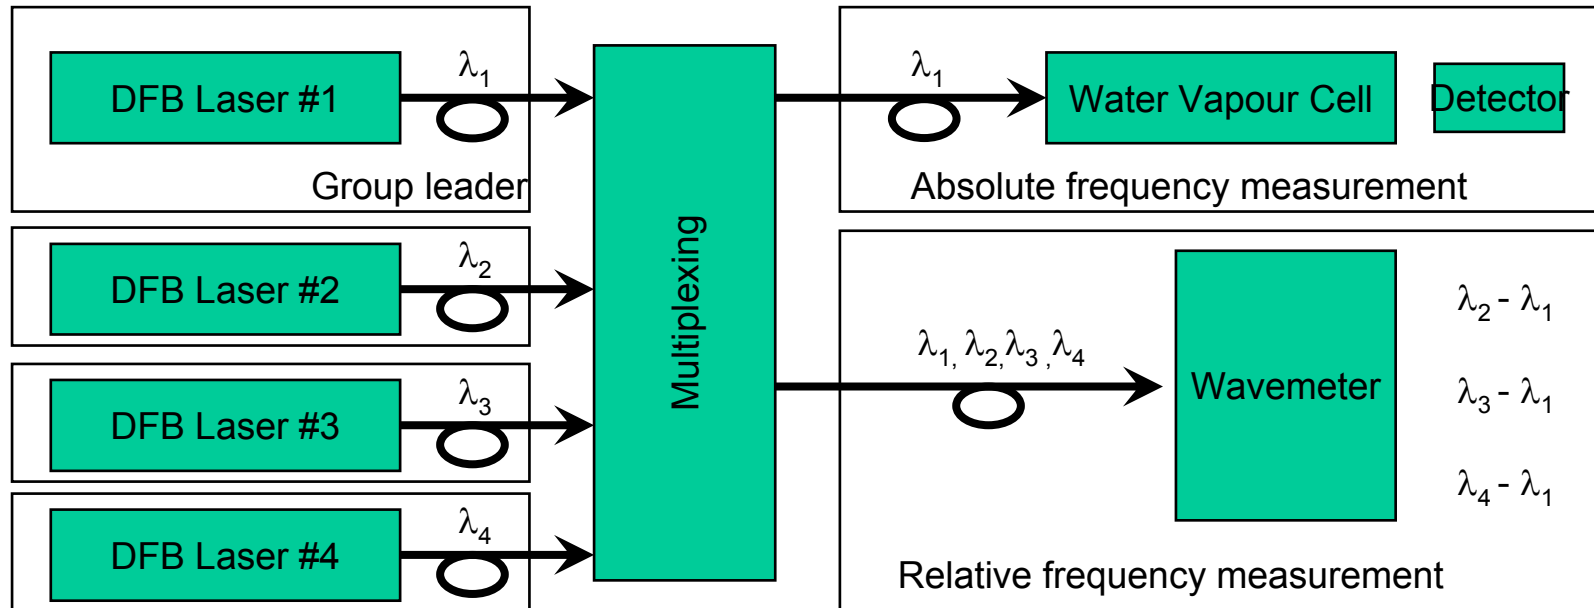 DFB Laser #1
λ1
Group leader
DFB Laser #2
λ2
DFB Laser #3
λ3
DFB Laser #4
λ4
Multiplexing
λ1
Water Vapour Cell
Detector
Absolute frequency measurement
λ1, λ2,λ3 ,λ4
Wavemeter
λ2 - λ1
λ3 - λ1
λ4 - λ1
Relative frequency measurement